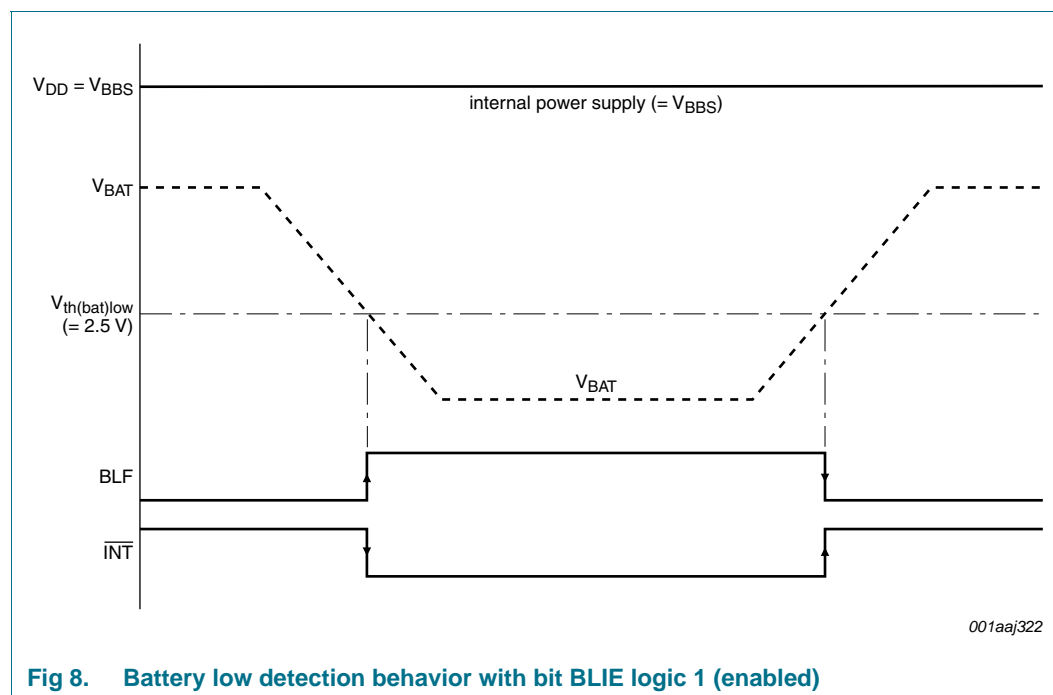 VDD = VBBS
internal power supply (= VBBS)
VBAT
Vth(bat)low
(= 2.5 V)
VBAT
BLF
INT
001aaj322
Fig 8. Battery low detection behavior with bit BLIE logic 1 (enabled)